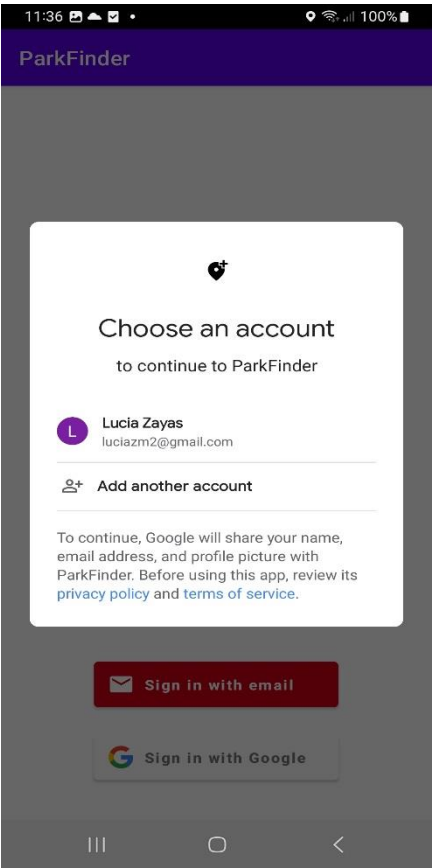 11:36
100%
ParkFinder
Choose an account
to continue to ParkFinder
L
Lucia Zayas
luciazm2@gmail.com
Add another account
To continue, Google will share your name,
email address, and profile picture with
ParkFinder. Before using this app, review its
privacy policy and terms of service.
Sign in with email
G Sign in with Google